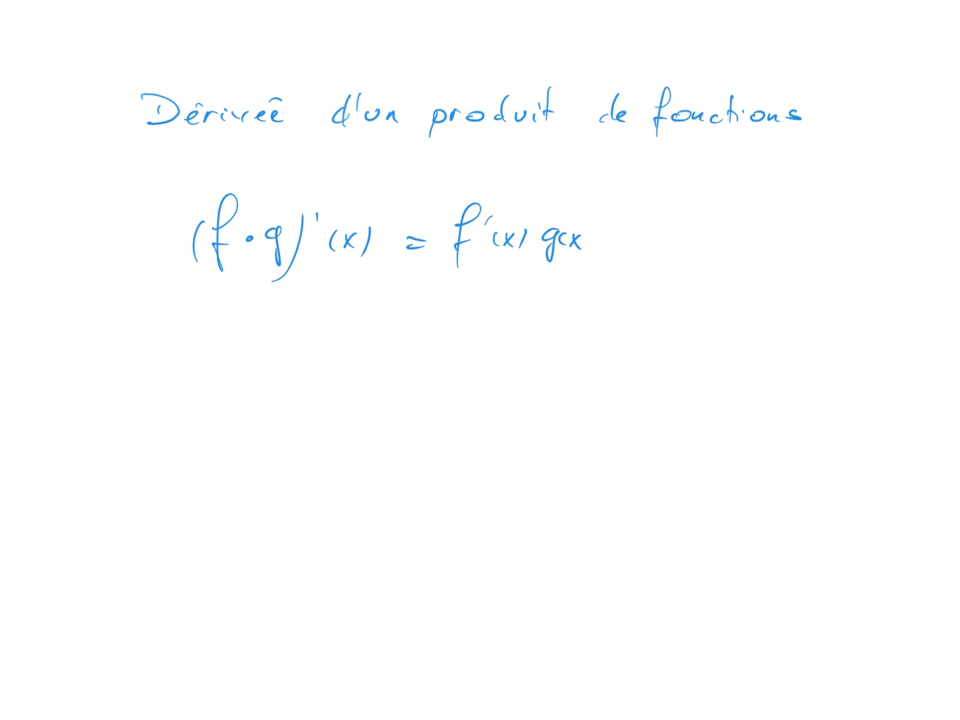 Dérivée d'un produit de fonctions
(f · g)'(x) = f'(x) g(x